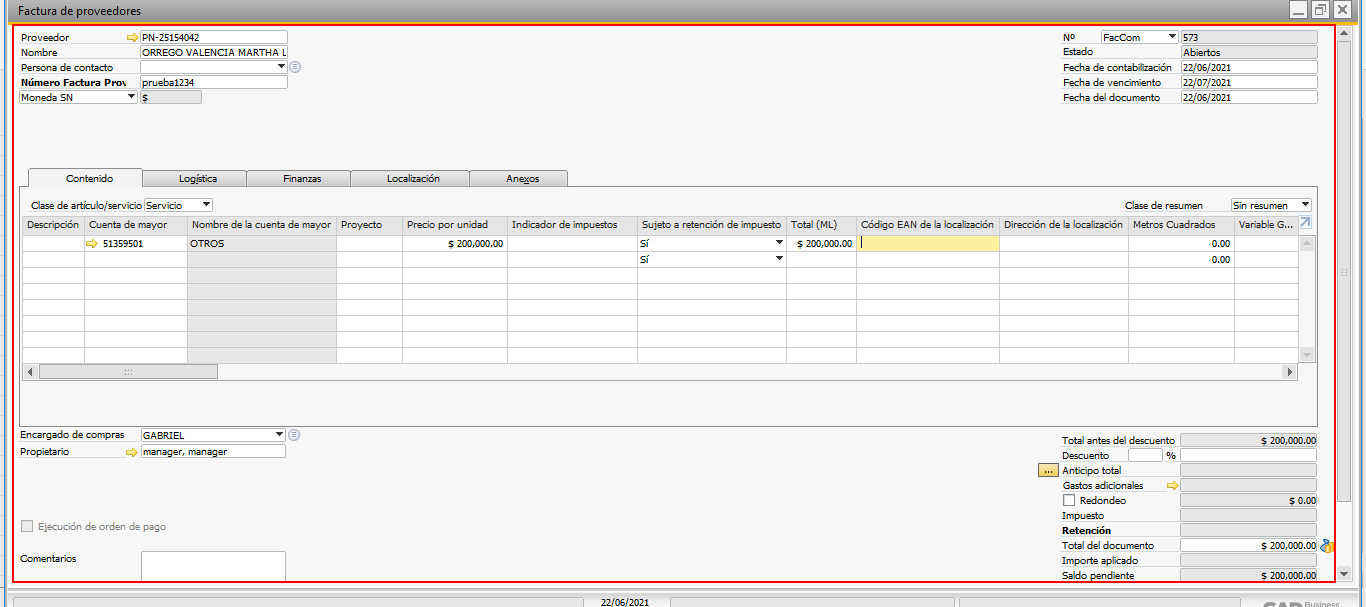 Factura de proveedores
Proveedor PN-25154042
Nombre ORREGO VALENCIA MARTHA L
Persona de contacto
Número Factura Prov prueba1234
Moneda SN $
Nº FacCom 573
Estado Abiertos
Fecha de contabilización 22/06/2021
Fecha de vencimiento 22/07/2021
Fecha del documento 22/06/2021
Contenido Logística Finanzas Localización Anexos
Clase de artículo/servicio Servicio Clase de resumen Sin resumen
Descripción Cuenta de mayor Nombre de la cuenta de mayor Proyecto Precio por unidad Indicador de impuestos Sujeto a retención de impuesto Total (ML) Código EAN de la localización Dirección de la localización Metros Cuadrados Variable G...
51359501 OTROS $ 200,000.00 Sí $ 200,000.00 0.00
Sí 0.00
Encargado de compras GABRIEL
Propietario manager, manager
Ejecución de orden de pago
Comentarios
Total antes del descuento $ 200,000.00
Descuento %
... Anticipo total
Gastos adicionales
Redondeo $ 0.00
Impuesto
Retención
Total del documento $ 200,000.00
Importe aplicado
Saldo pendiente $ 200,000.00
22/06/2021
Business